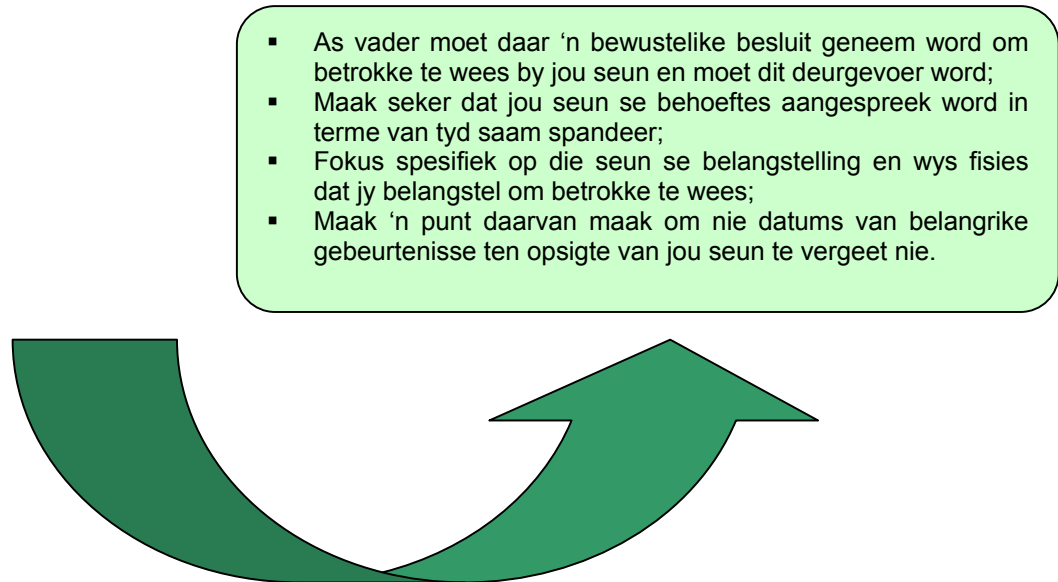 ▪ As vader moet daar ‘n bewustelike besluit geneem word om
betrokke te wees by jou seun en moet dit deurgevoer word;
▪ Maak seker dat jou seun se behoeftes aangespreek word in
terme van tyd saam spandeer;
▪ Fokus spesifiek op die seun se belangstelling en wys fisies
dat jy belangstel om betrokke te wees;
▪ Maak ‘n punt daarvan maak om nie datums van belangrike
gebeurtenisse ten opsigte van jou seun te vergeet nie.